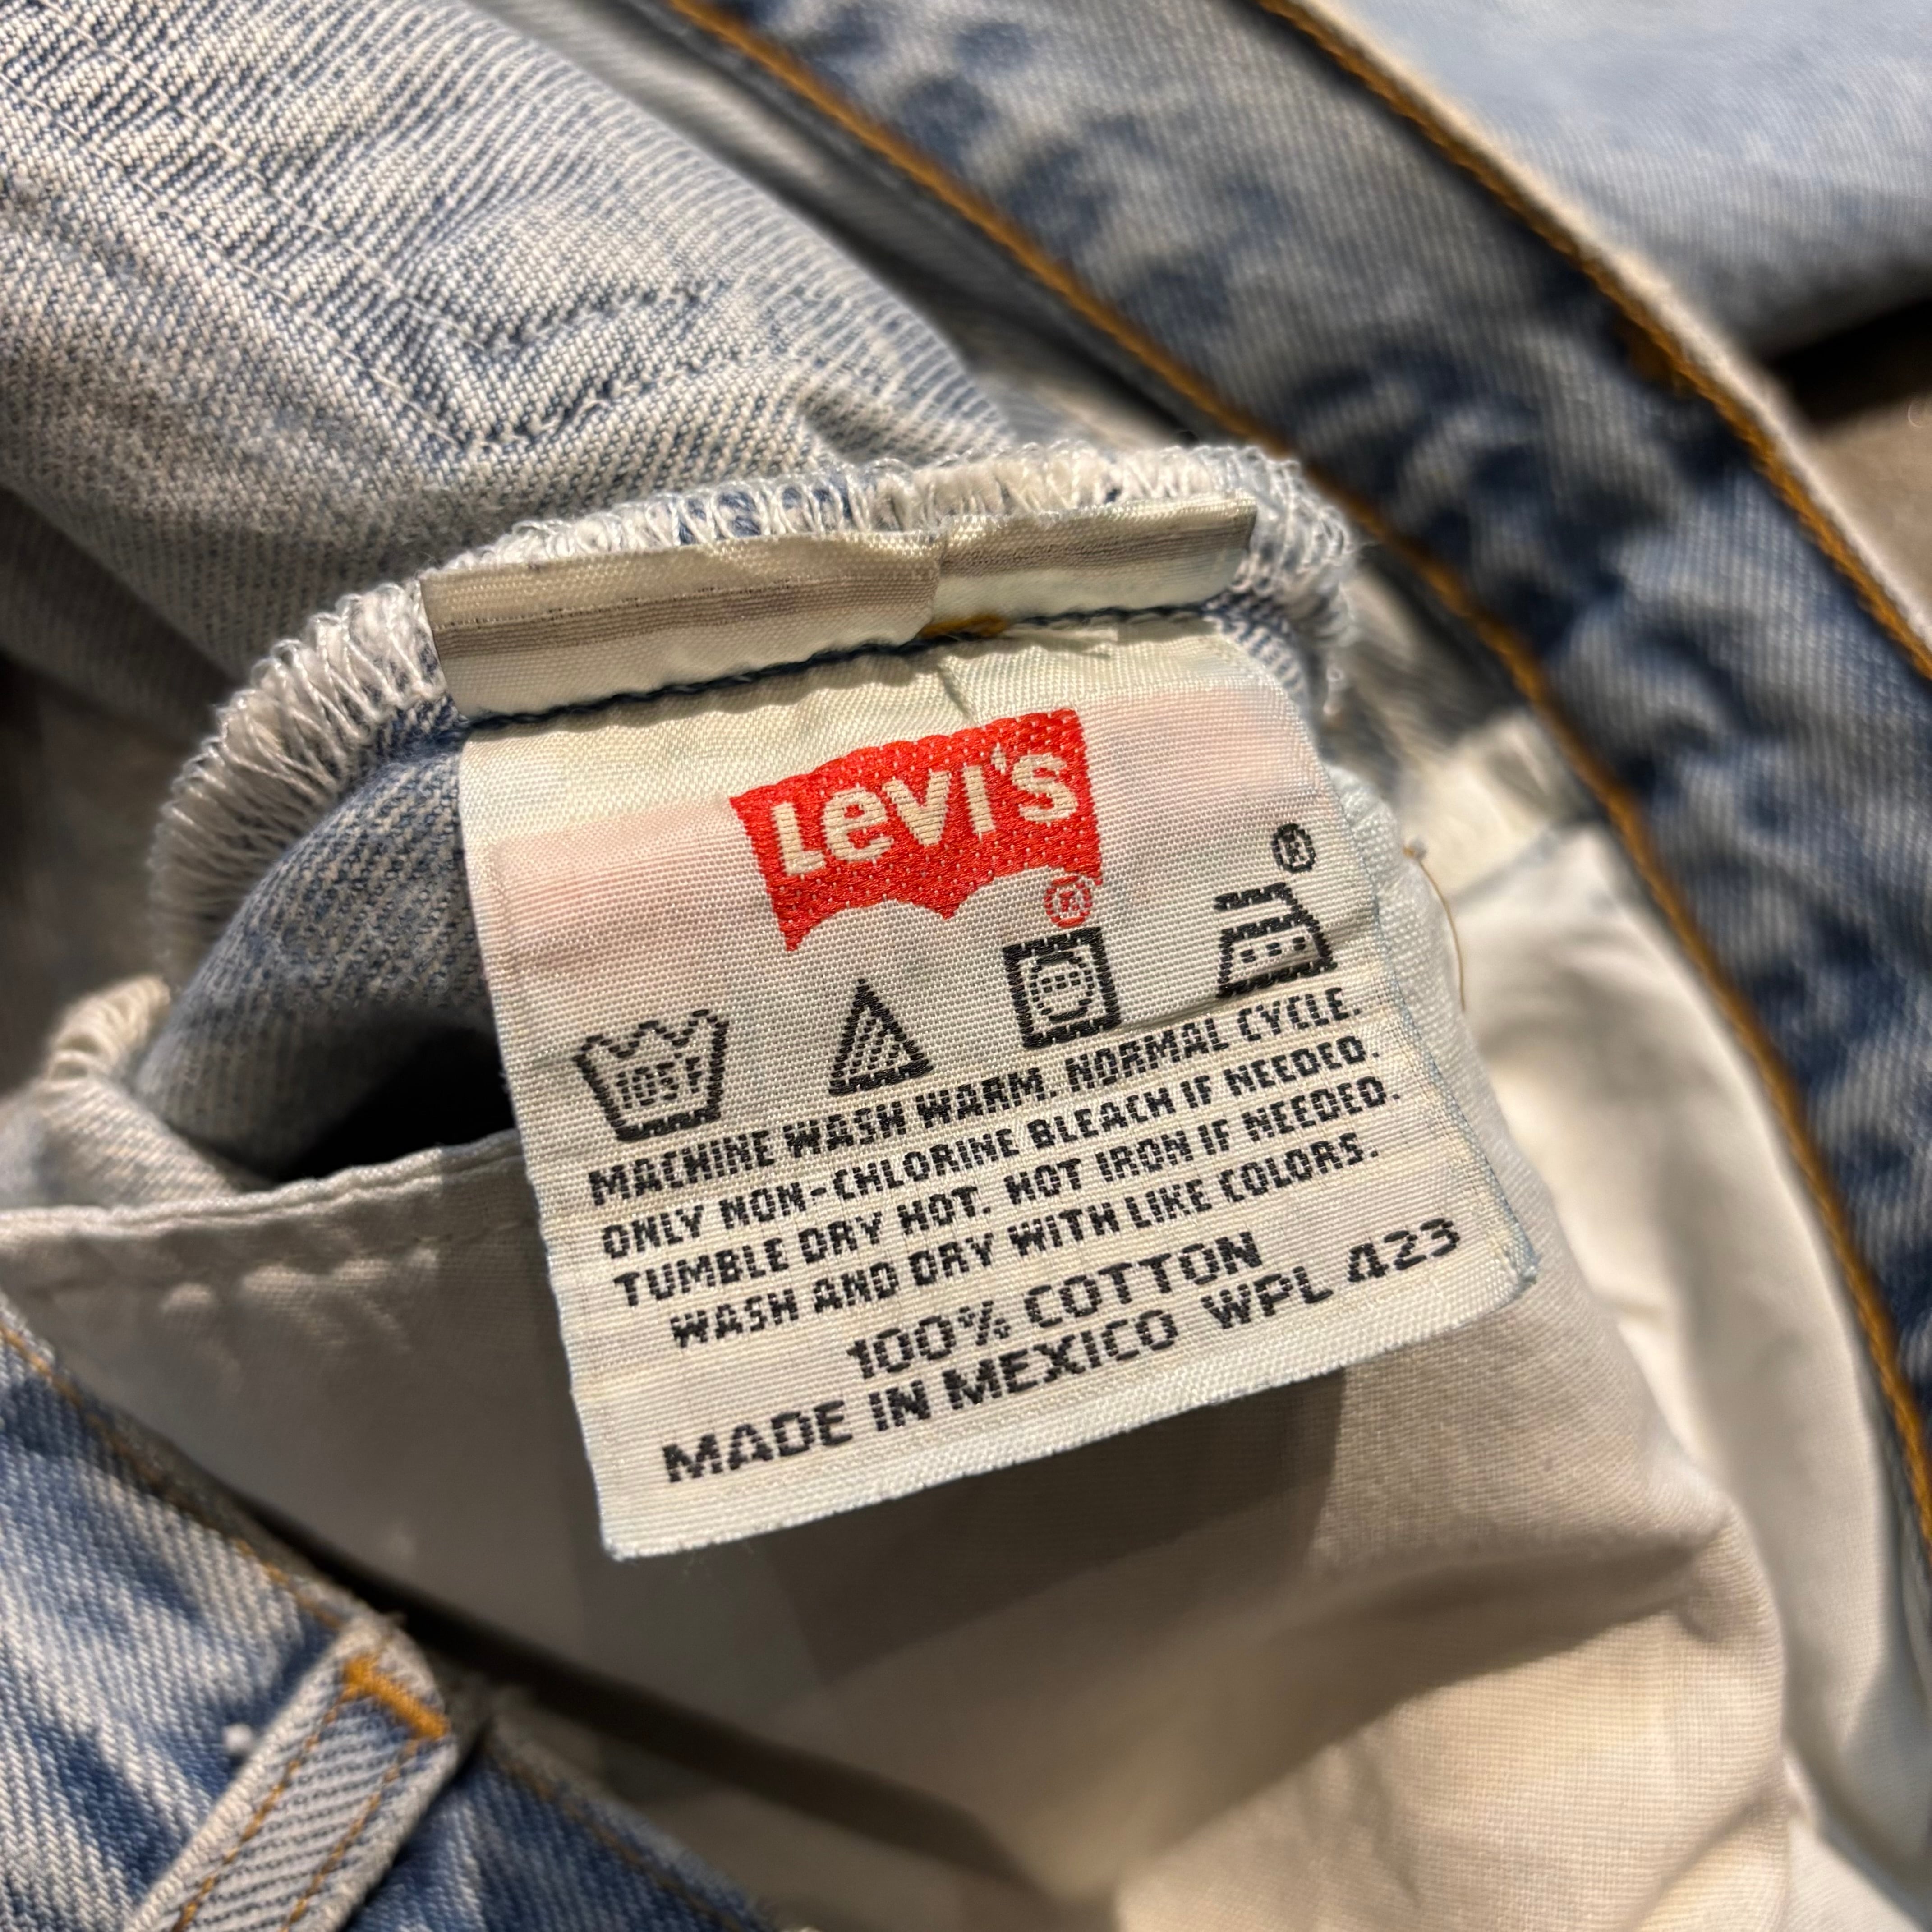 Levi's ®
®
105F
MACHINE WASH WARM. NORMAL CYCLE.
ONLY NON-CHLORINE BLEACH IF NEEDED.
TUMBLE DRY HOT. HOT IRON IF NEEDED.
WASH AND DRY WITH LIKE COLORS.
100% COTTON
MADE IN MEXICO WPL 423